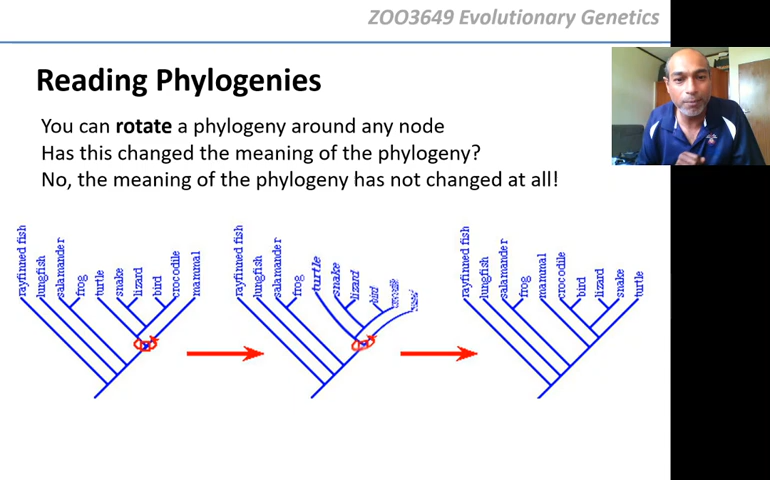 ZOO3649 Evolutionary Genetics
Reading Phylogenies
You can rotate a phylogeny around any node
Has this changed the meaning of the phylogeny?
No, the meaning of the phylogeny has not changed at all!
rayfinned fish
lungfish
salamander
frog
turtle
snake
lizard
bird
crocodile
mammal
rayfinned fish
lungfish
salamander
frog
turtle
snake
lizard
bird
crocodile
rayfinned fish
lungfish
salamander
frog
mammal
crocodile
bird
lizard
snake
turtle